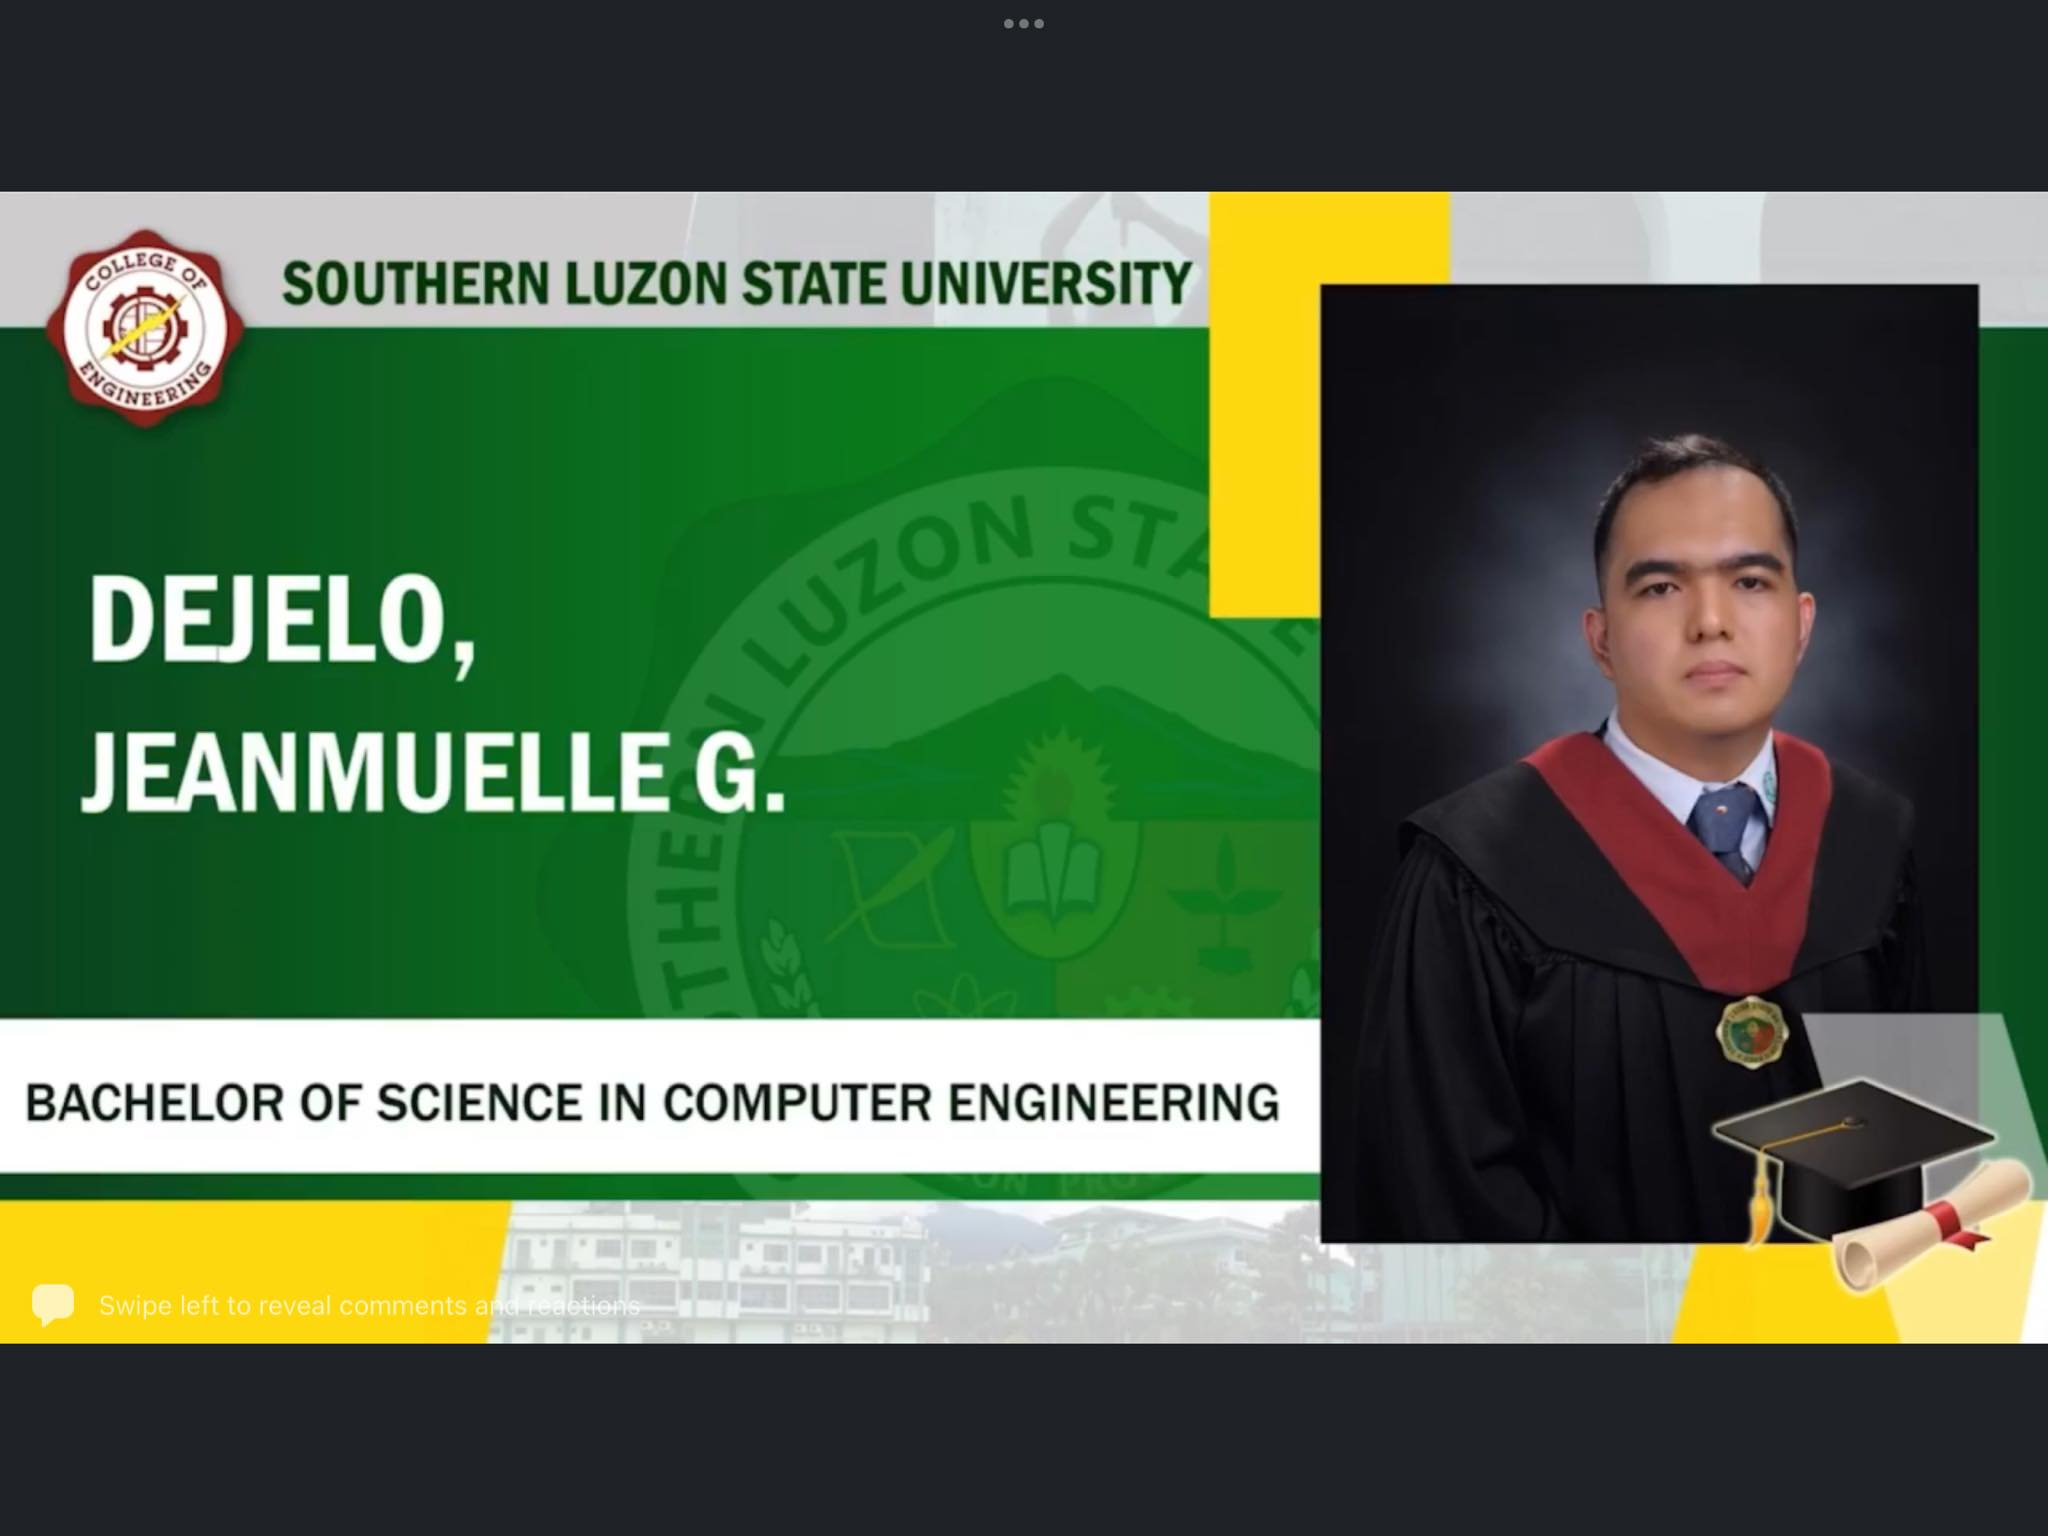 COLLEGE OF
ENGINEERING
SOUTHERN LUZON STATE UNIVERSITY
DEJELO,
JEANMUELLE G.
BACHELOR OF SCIENCE IN COMPUTER ENGINEERING
Swipe left to reveal comments and reactions